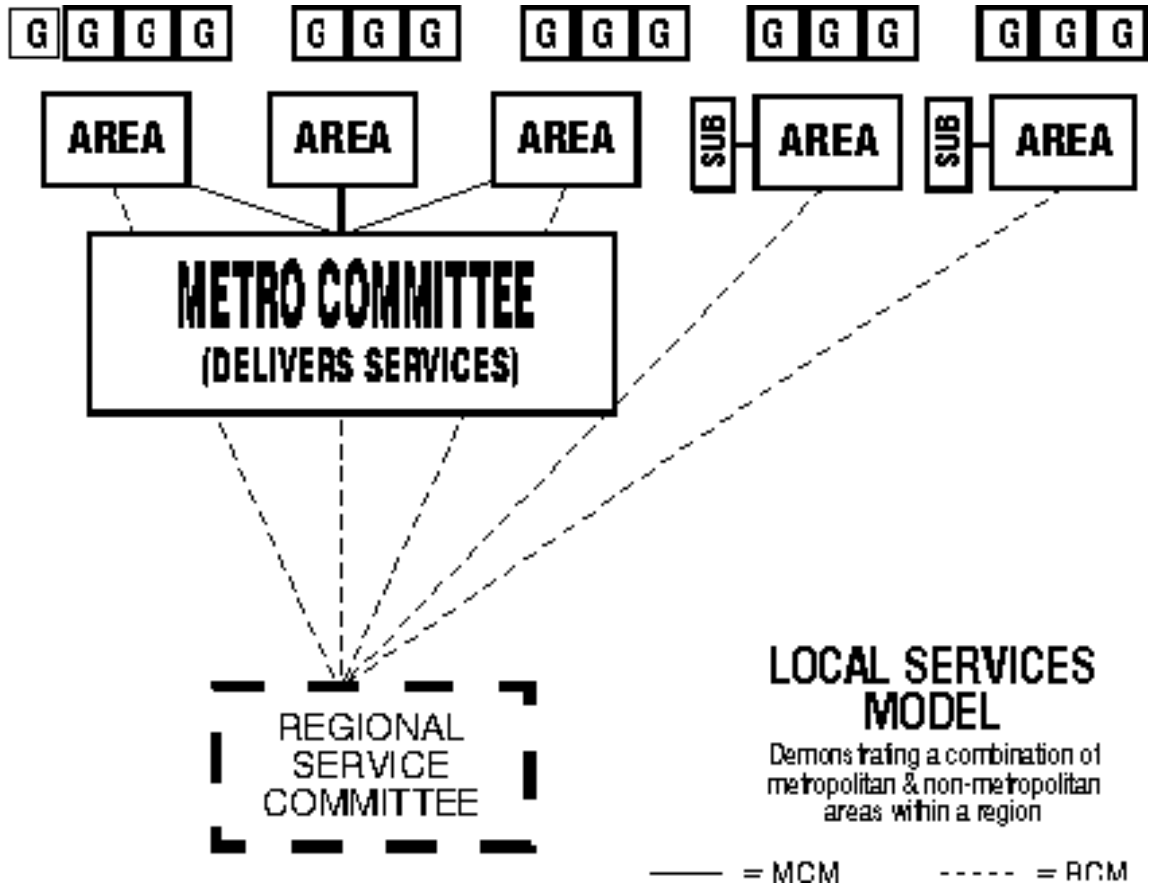 G G G G G G G G G G G G G G G G
AREA AREA AREA SUB AREA SUB AREA
METRO COMMITTEE
(DELIVERS SERVICES)
REGIONAL
SERVICE
COMMITTEE
LOCAL SERVICES
MODEL
Demonstrating a combination of
metropolitan & non-metropolitan
areas within a region
= MCM = RCM